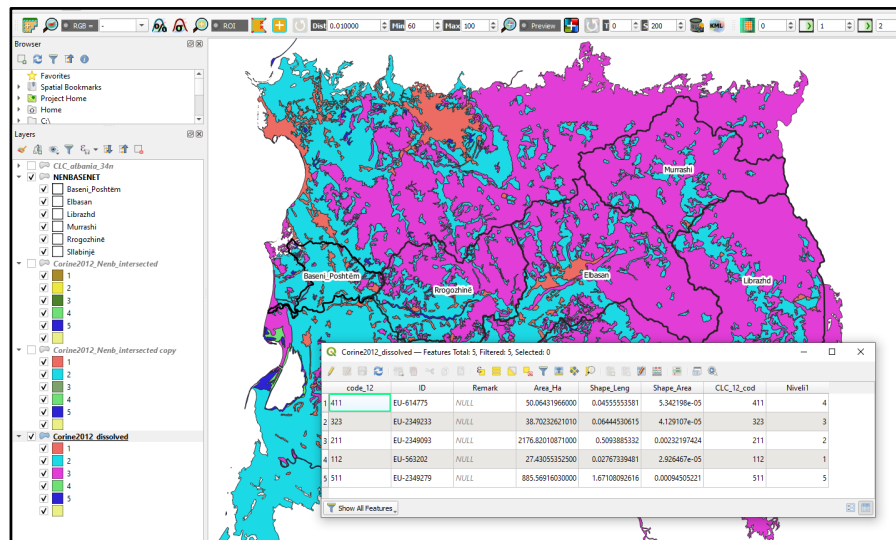 RGB = - ROI Dist 0.010000 Min 60 Max 100 Preview T 0 S 200 KML 0 1 2
Browser
Favorites
Spatial Bookmarks
Project Home
Home
C:\
Layers
CLC_albania_34n
NENBASENET
Baseni_Poshtëm
Elbasan
Librazhd
Murrashi
Rrogozhinë
Sllabinjë
Corine2012_Nenb_intersected
1
3
3
4
5
Corine2012_Nenb_intersected copy
1
2
3
4
5
Corine2012_dissolved
1
2
3
4
5
Murrashi
Baseni_Poshtëm
Rrogozhinë
Elbasan
Librazhd
Corine2012_dissolved — Features Total: 5, Filtered: 5, Selected: 0
code_12 ID Remark Area_Ha Shape_Leng Shape_Area CLC_12_cod Niveli1
1 411 EU-614775 NULL 50.06431966000 0.04555553581 5.342198e-05 411 4
2 323 EU-2349233 NULL 38.70232621010 0.06444530615 4.129107e-05 323 3
3 211 EU-2349093 NULL 2176.82010871000 0.5093885332 0.00232197424 211 2
4 112 EU-563202 NULL 27.43055352500 0.02767339481 2.926467e-05 112 1
5 511 EU-2349279 NULL 885.56916030000 1.67108092616 0.00094505221 511 5
Show All Features